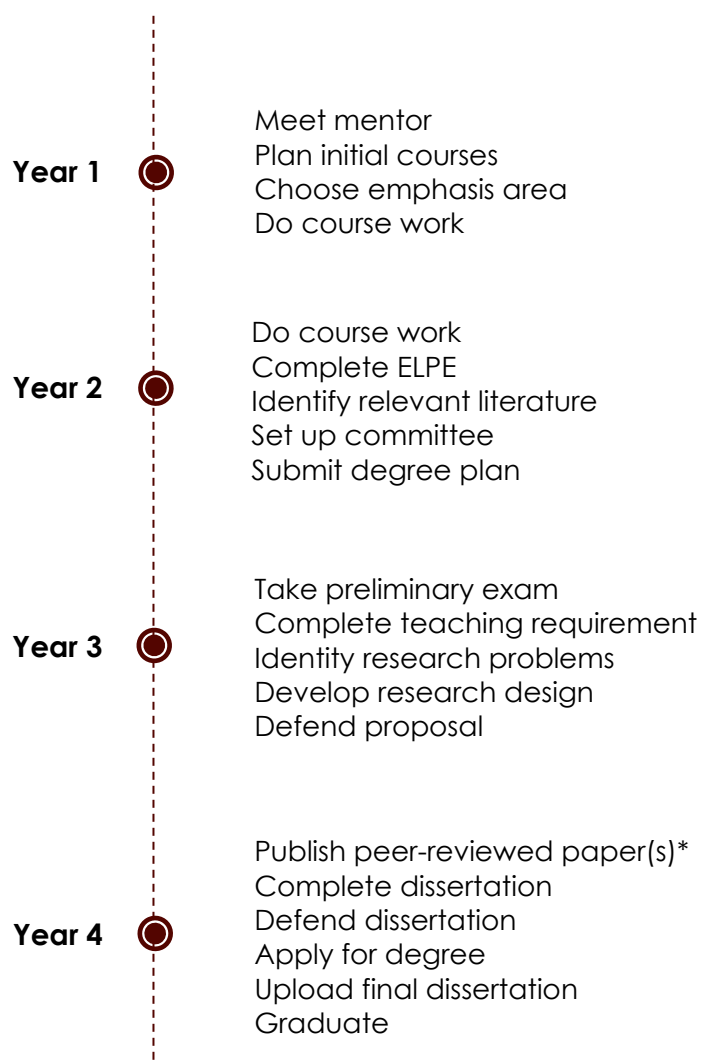 Year 1
Meet mentor
Plan initial courses
Choose emphasis area
Do course work
Year 2
Do course work
Complete ELPE
Identify relevant literature
Set up committee
Submit degree plan
Year 3
Take preliminary exam
Complete teaching requirement
Identity research problems
Develop research design
Defend proposal
Year 4
Publish peer-reviewed paper(s)*
Complete dissertation
Defend dissertation
Apply for degree
Upload final dissertation
Graduate